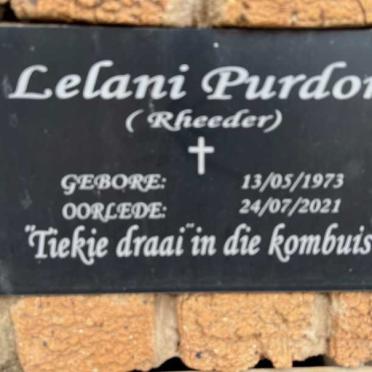 Lelani Purdon
( Rheeder)
GEBORE: 13/05/1973
OORLEDE: 24/07/2021
"Tiekie draai" in die kombuis